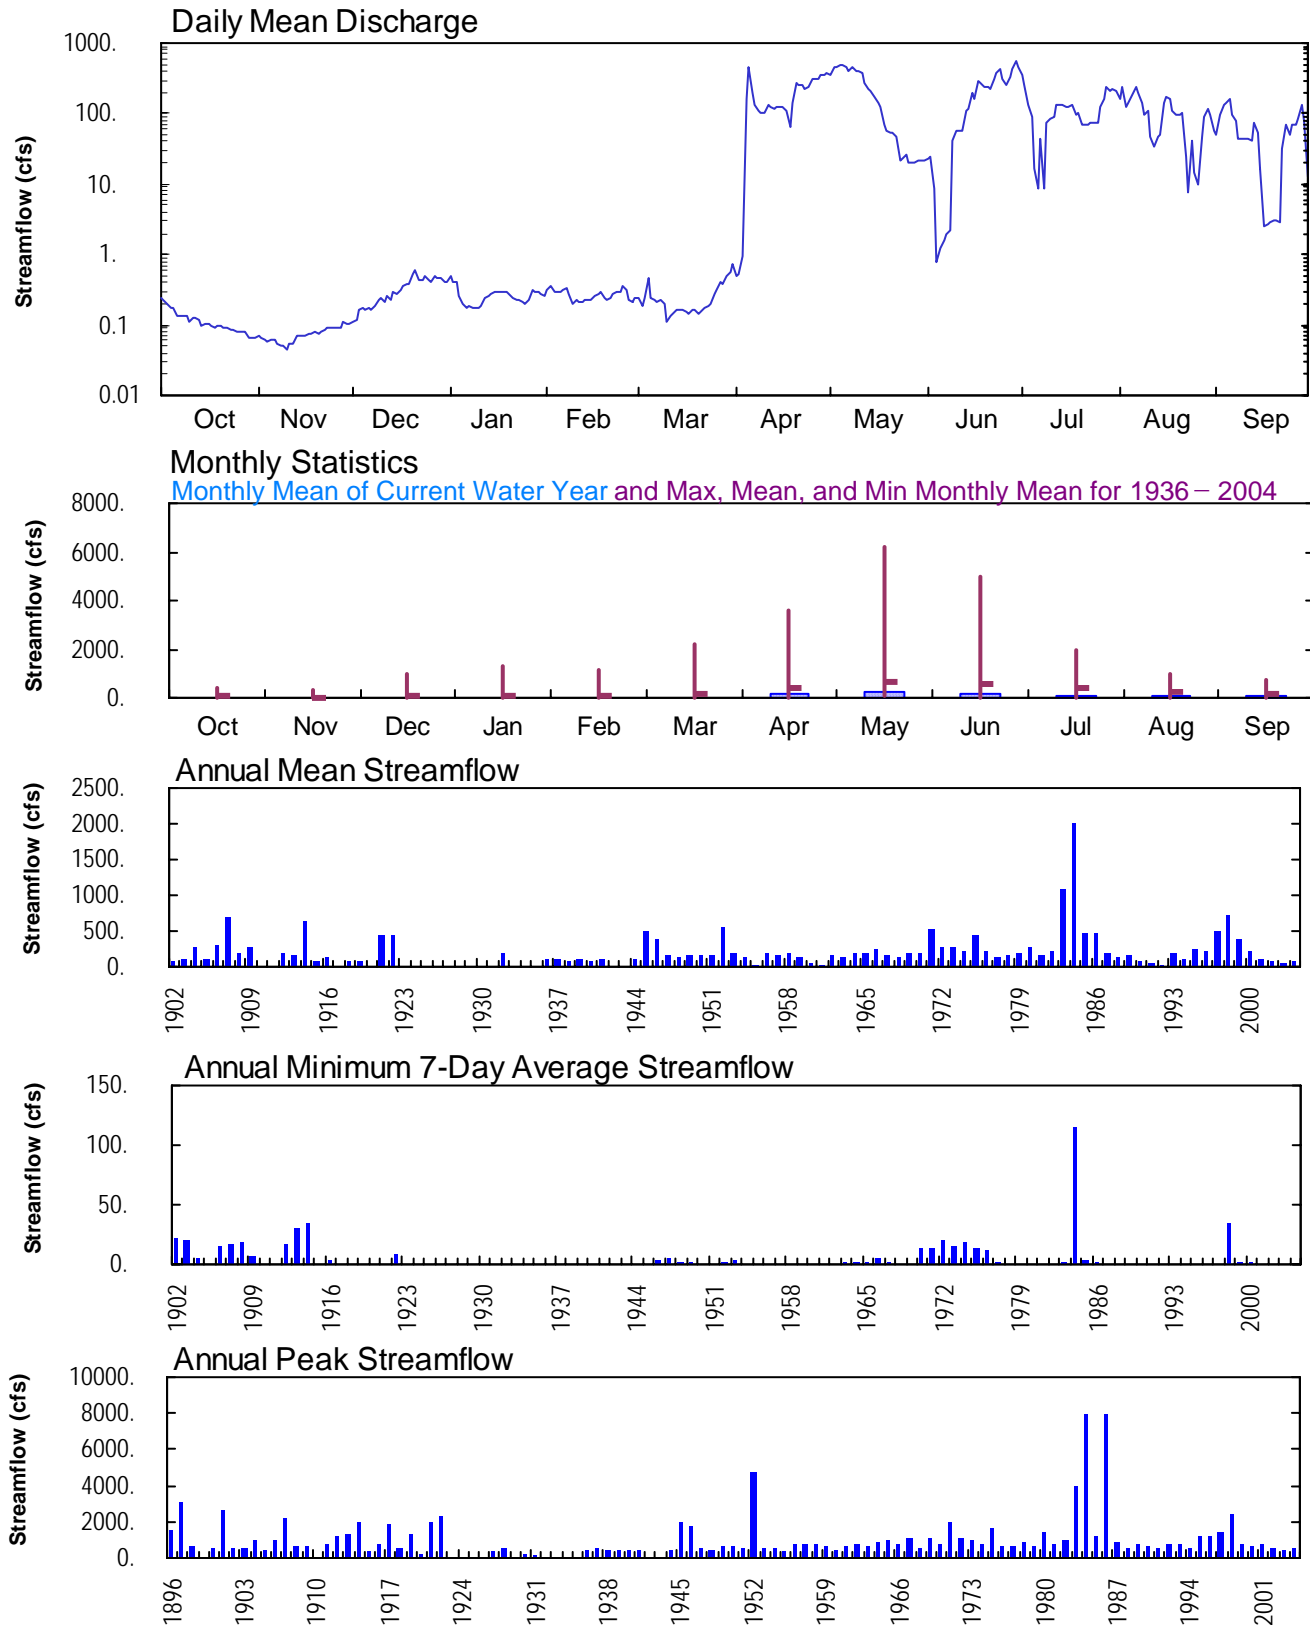 Daily Mean Discharge
Streamflow (cfs)
1000.
100.
10.
1.
0.1
0.01
Oct Nov Dec Jan Feb Mar Apr May Jun Jul Aug Sep
Monthly Statistics
Monthly Mean of Current Water Year and Max, Mean, and Min Monthly Mean for 1936 – 2004
Streamflow (cfs)
8000.
6000.
4000.
2000.
0.
Oct Nov Dec Jan Feb Mar Apr May Jun Jul Aug Sep
Annual Mean Streamflow
Streamflow (cfs)
2500.
2000.
1500.
1000.
500.
0.
1902 1909 1916 1923 1930 1937 1944 1951 1958 1965 1972 1979 1986 1993 2000
Annual Minimum 7-Day Average Streamflow
Streamflow (cfs)
150.
100.
50.
0.
1902 1909 1916 1923 1930 1937 1944 1951 1958 1965 1972 1979 1986 1993 2000
Annual Peak Streamflow
Streamflow (cfs)
10000.
8000.
6000.
4000.
2000.
0.
1896 1903 1910 1917 1924 1931 1938 1945 1952 1959 1966 1973 1980 1987 1994 2001